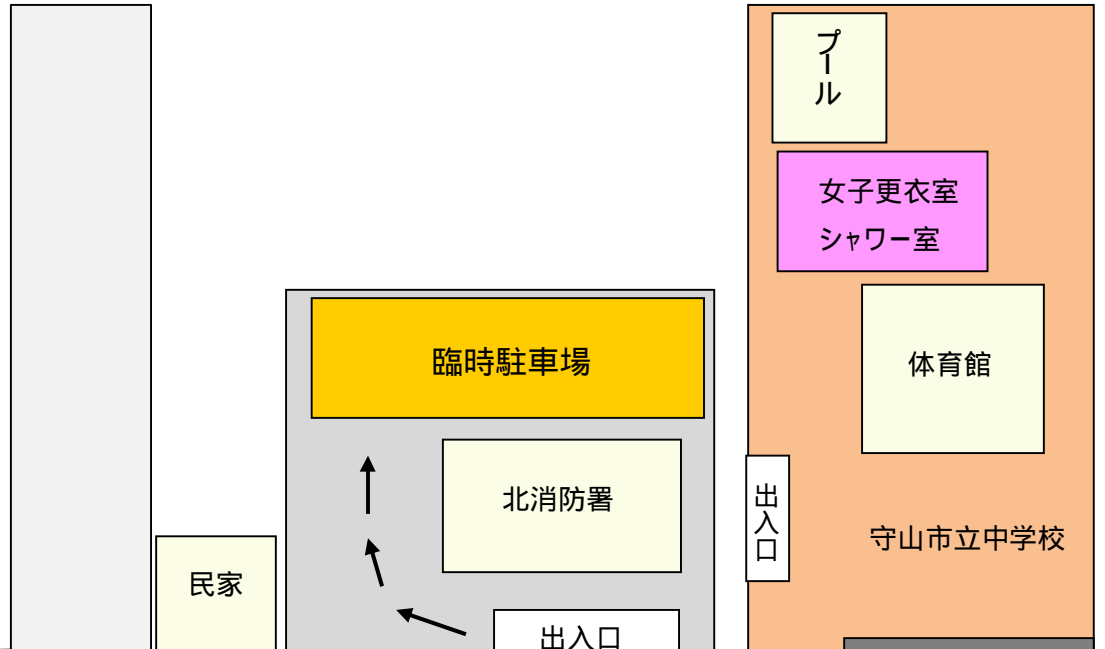 プール
女子更衣室
シャワー室
臨時駐車場
体育館
北消防署
出入口
守山市立中学校
民家
出入口